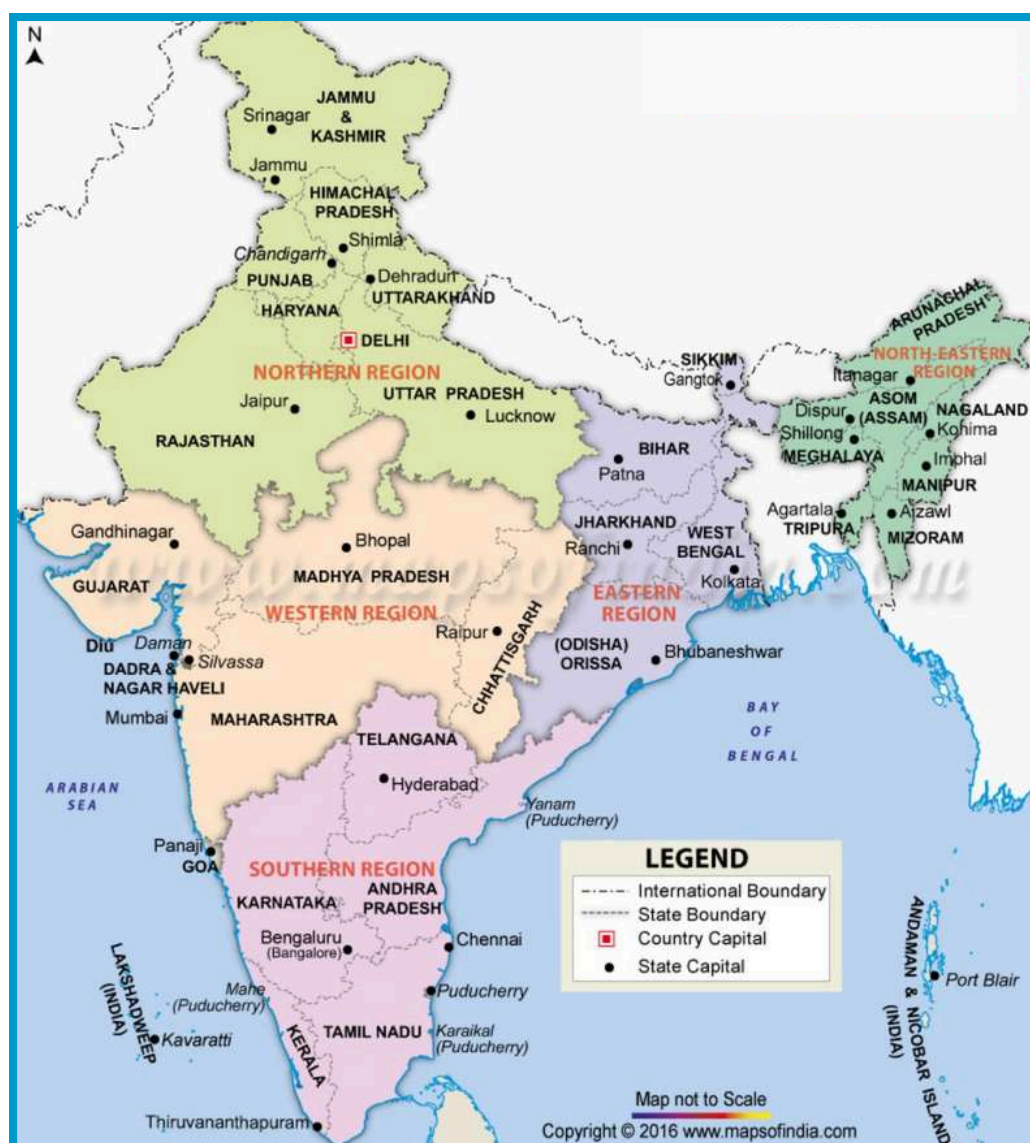 N
JAMMU
&
KASHMIR
Srinagar
Jammu
HIMACHAL
PRADESH
Shimla
Chandigarh
PUNJAB
Dehradun
UTTARAKHAND
HARYANA
DELHI
NORTHERN REGION
UTTAR PRADESH
Jaipur
Lucknow
RAJASTHAN
SIKKIM
Gangtok
ARUNACHAL
PRADESH
NORTH-EASTERN
REGION
Itanagar
ASOM
(ASSAM)
Dispur
NAGALAND
Shillong
Kohima
MEGHALAYA
Imphal
MANIPUR
Agartala
TRIPURA
Ajzawl
MIZORAM
BIHAR
Patna
JHARKHAND
Ranchi
WEST
BENGAL
Kolkata
EASTERN
REGION
(ODISHA)
ORISSA
Bhubaneshwar
Gandhinagar
GUJARAT
Bhopal
MADHYA PRADESH
www.mapsofindia.com
WESTERN REGION
Raipur
CHHATTISGARH
Diu
Daman
Silvassa
DADRA &
NAGAR HAVELI
Mumbai
MAHARASHTRA
TELANGANA
Hyderabad
ARABIAN
SEA
BAY
OF
BENGAL
Yanam
(Puducherry)
Panaji
GOA
SOUTHERN REGION
KARNATAKA
ANDHRA
PRADESH
Bengaluru
(Bangalore)
Chennai
Mahe
(Puducherry)
Puducherry
TAMIL NADU
Karaikal
(Puducherry)
KERALA
LAKSHADWEEP
(INDIA)
Kavaratti
Thiruvananthapuram
LEGEND
International Boundary
State Boundary
Country Capital
State Capital
ANDAMAN & NICOBAR ISLAND
(INDIA)
Port Blair
Map not to Scale
Copyright © 2016 www.mapsofindia.com